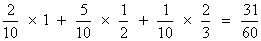 2/10 × 1 + 5/10 × 1/2 + 1/10 × 2/3 = 31/60